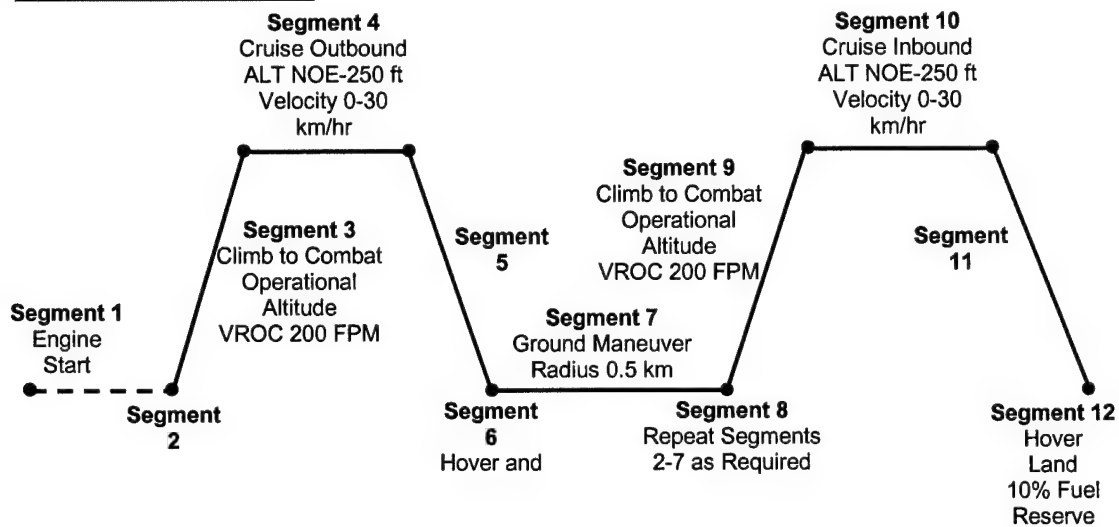 Segment 1
Engine
Start
Segment
2
Segment 3
Climb to Combat
Operational
Altitude
VROC 200 FPM
Segment 4
Cruise Outbound
ALT NOE-250 ft
Velocity 0-30
km/hr
Segment
5
Segment
6
Hover and
Segment 7
Ground Maneuver
Radius 0.5 km
Segment 8
Repeat Segments
2-7 as Required
Segment 9
Climb to Combat
Operational
Altitude
VROC 200 FPM
Segment 10
Cruise Inbound
ALT NOE-250 ft
Velocity 0-30
km/hr
Segment
11
Segment 12
Hover
Land
10% Fuel
Reserve